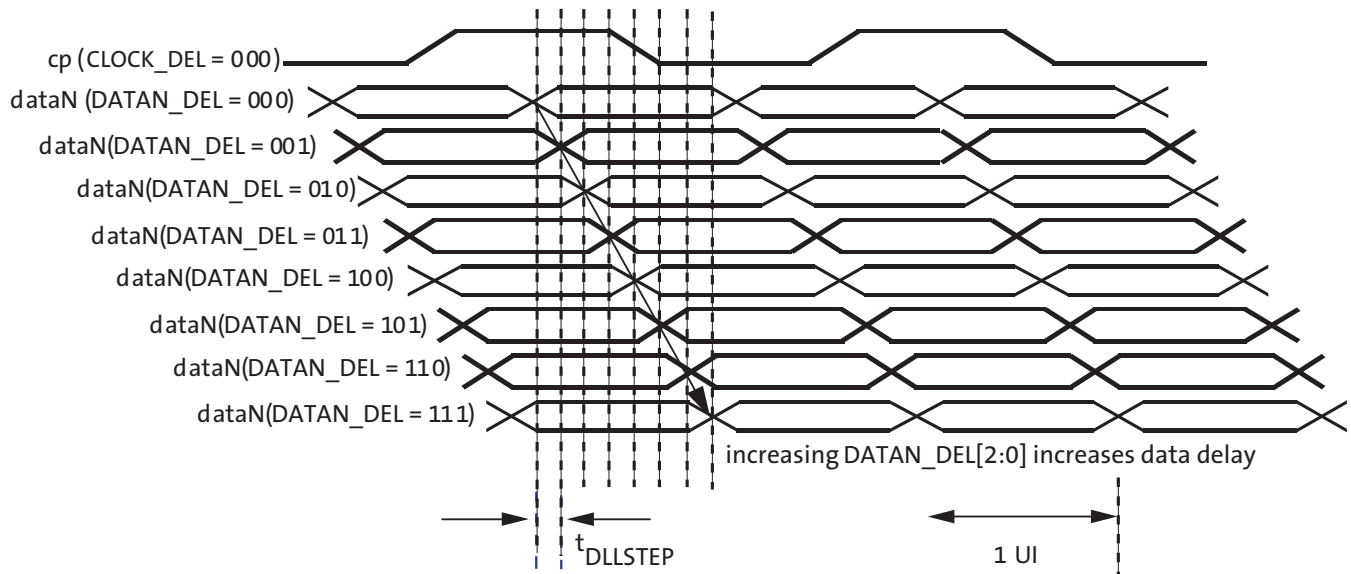 cp (CLOCK_DEL = 000)
dataN (DATAN_DEL = 000)
dataN(DATAN_DEL = 001)
dataN(DATAN_DEL = 010)
dataN(DATAN_DEL = 011)
dataN(DATAN_DEL = 100)
dataN(DATAN_DEL = 101)
dataN(DATAN_DEL = 110)
dataN(DATAN_DEL = 111)
increasing DATAN_DEL[2:0] increases data delay
tDLLSTEP
1 UI